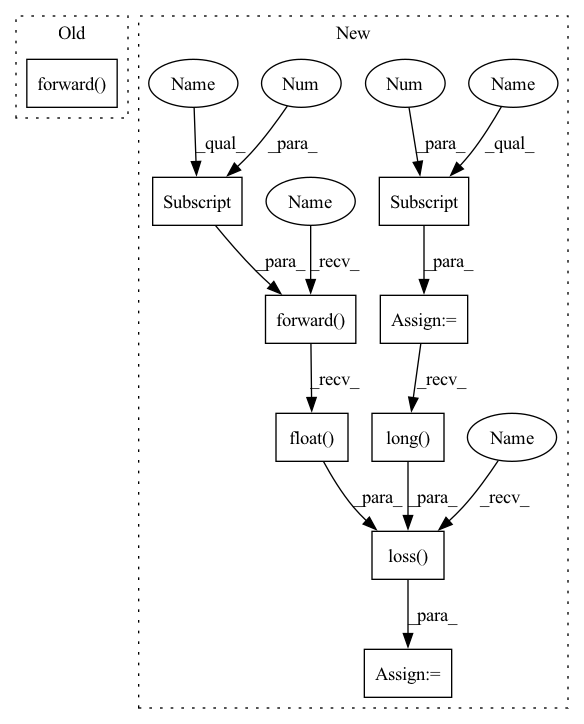 Old
New
forward()
Name
Num
Num
Name
_qual_
_para_
_para_
_qual_
Subscript
Name
Subscript
_para_
_recv_
_para_
forward()
Assign:=
_recv_
_recv_
float()
long()
Name
_para_
_para_
_recv_
loss()
_para_
Assign:=